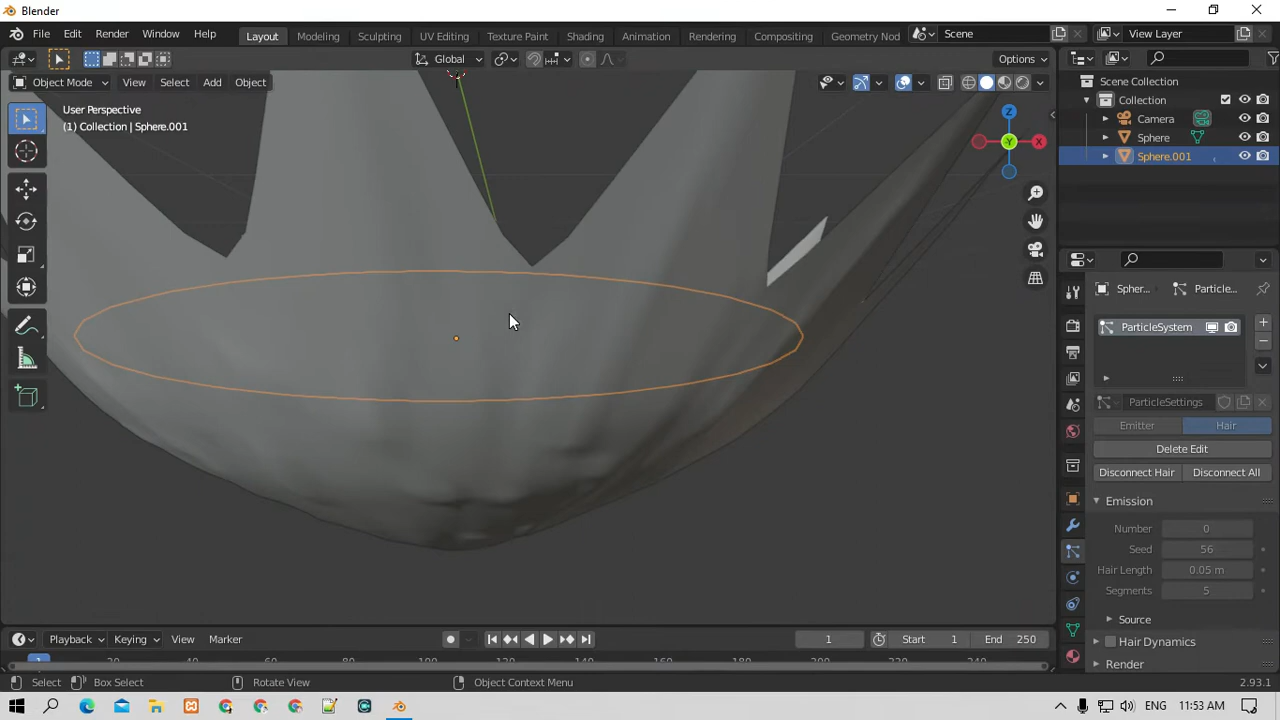 Blender
File Edit Render Window Help Layout Modeling Sculpting UV Editing Texture Paint Shading Animation Rendering Compositing Geometry Nod Scene View Layer
Global Options
Object Mode View Select Add Object
User Perspective
(1) Collection | Sphere.001
Z
Y
X
Scene Collection
Collection
Camera
Sphere
Sphere.001
Spher... Particle...
ParticleSystem
ParticleSettings
Emitter Hair
Delete Edit
Disconnect Hair Disconnect All
Emission
Number 0
Seed 56
Hair Length 0.05 m
Segments 5
Source
Hair Dynamics
Render
Playback Keying View Marker 1 Start 1 End 250
Select Box Select Rotate View Object Context Menu 2.93.1
ENG 11:53 AM